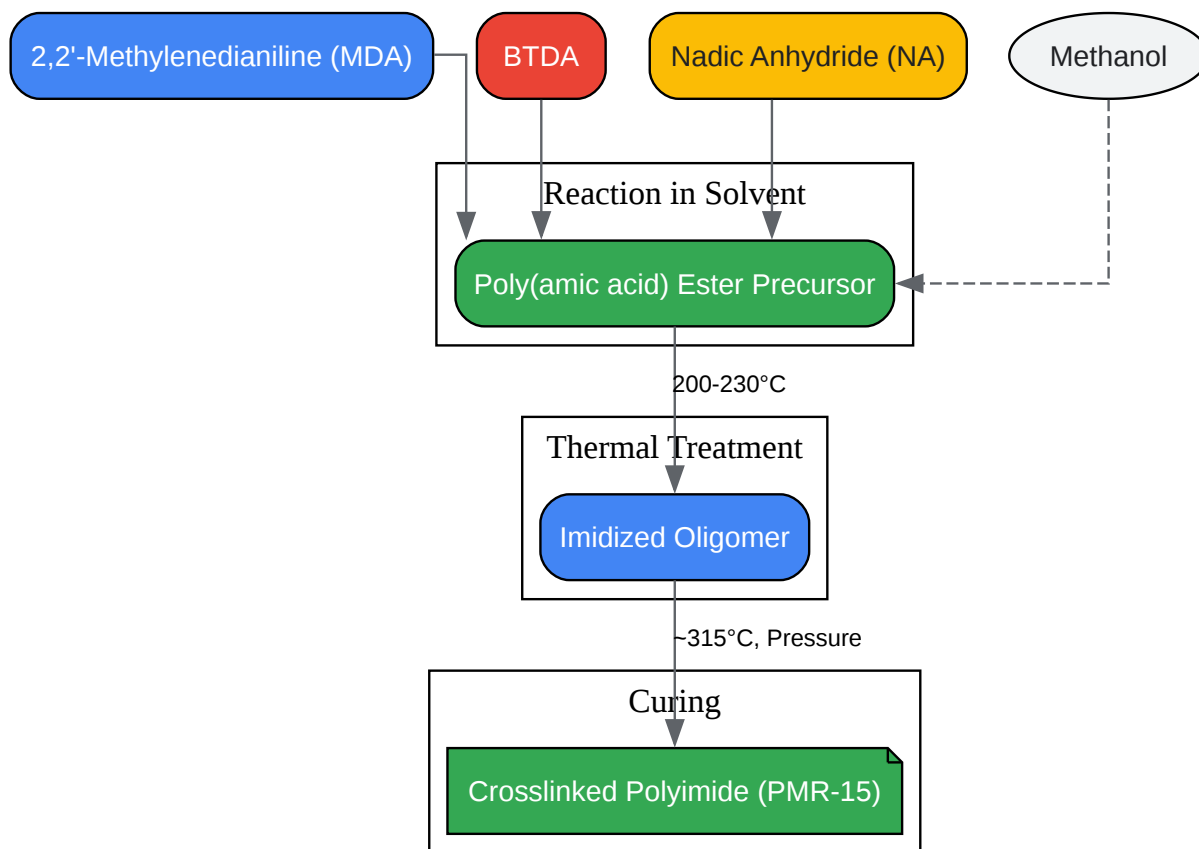 2,2'-Methylenedianiline (MDA)
BTDA
Nadic Anhydride (NA)
Methanol
Reaction in Solvent
Poly(amic acid) Ester Precursor
200-230°C
Thermal Treatment
Imidized Oligomer
~315°C, Pressure
Curing
Crosslinked Polyimide (PMR-15)